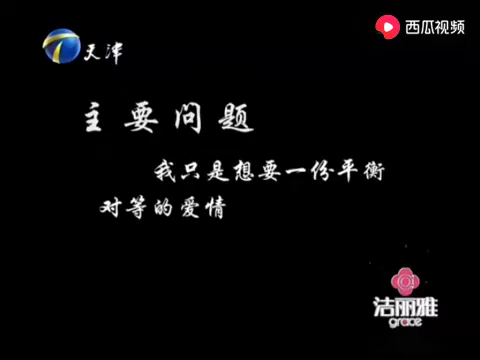 天津
西瓜视频
主要问题
我只是想要一份平衡
对等的爱情
洁丽雅
grace